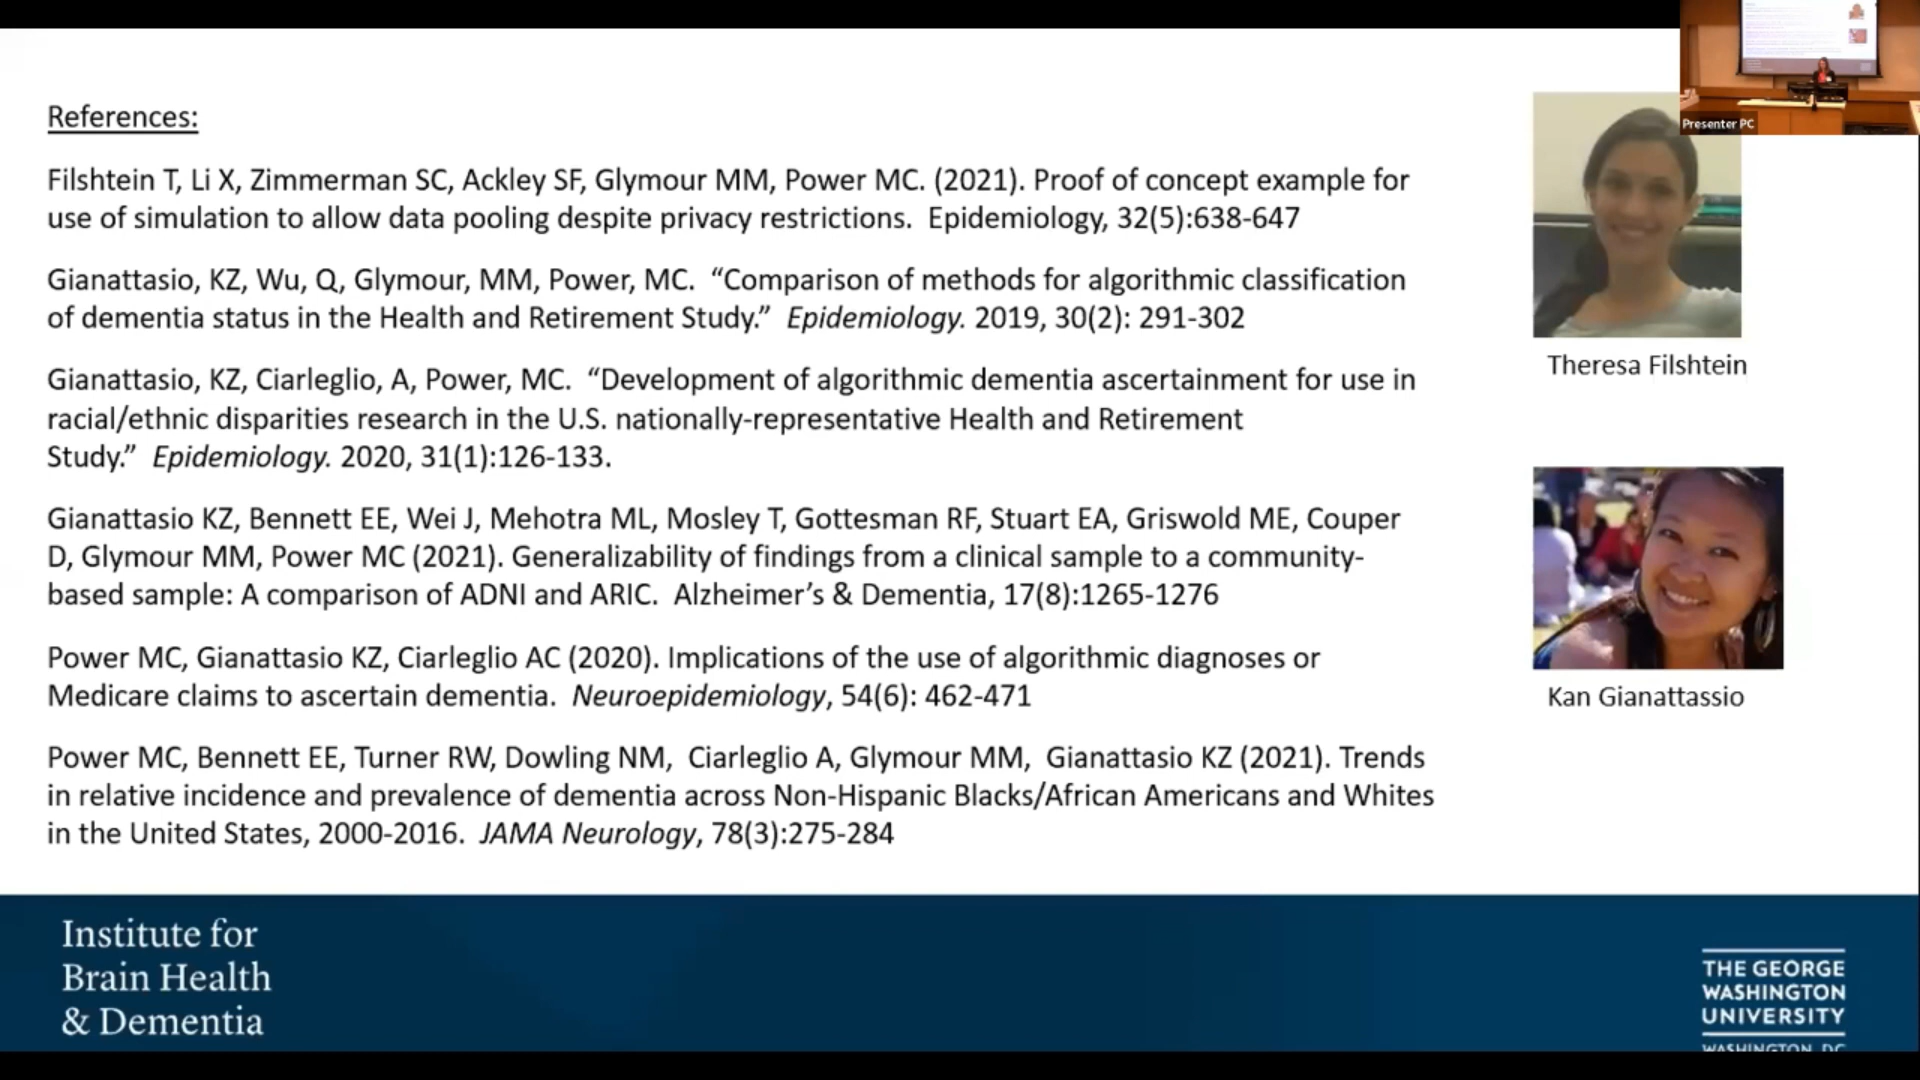 Presenter PC
References:
Filshtein T, Li X, Zimmerman SC, Ackley SF, Glymour MM, Power MC. (2021). Proof of concept example for
use of simulation to allow data pooling despite privacy restrictions.  Epidemiology, 32(5):638-647
Gianattasio, KZ, Wu, Q, Glymour, MM, Power, MC.  “Comparison of methods for algorithmic classification
of dementia status in the Health and Retirement Study.”  Epidemiology. 2019, 30(2): 291-302
Gianattasio, KZ, Ciarleglio, A, Power, MC.  “Development of algorithmic dementia ascertainment for use in
racial/ethnic disparities research in the U.S. nationally-representative Health and Retirement
Study.”  Epidemiology. 2020, 31(1):126-133.
Gianattasio KZ, Bennett EE, Wei J, Mehotra ML, Mosley T, Gottesman RF, Stuart EA, Griswold ME, Couper
D, Glymour MM, Power MC (2021). Generalizability of findings from a clinical sample to a community-
based sample: A comparison of ADNI and ARIC.  Alzheimer’s & Dementia, 17(8):1265-1276
Power MC, Gianattasio KZ, Ciarleglio AC (2020). Implications of the use of algorithmic diagnoses or
Medicare claims to ascertain dementia.  Neuroepidemiology, 54(6): 462-471
Power MC, Bennett EE, Turner RW, Dowling NM,  Ciarleglio A, Glymour MM,  Gianattasio KZ (2021). Trends
in relative incidence and prevalence of dementia across Non-Hispanic Blacks/African Americans and Whites
in the United States, 2000-2016.  JAMA Neurology, 78(3):275-284
Theresa Filshtein
Kan Gianattassio
Institute for
Brain Health
& Dementia
THE GEORGE
WASHINGTON
UNIVERSITY
WASHINGTON, DC